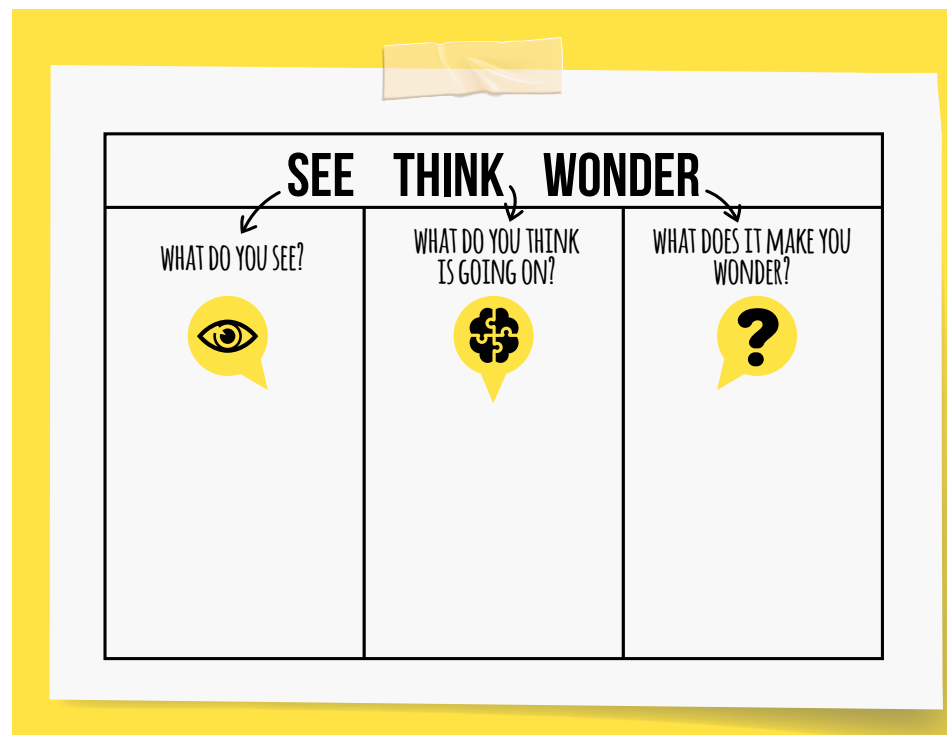 SEE THINK WONDER
WHAT DO YOU SEE?
WHAT DO YOU THINK
IS GOING ON?
WHAT DOES IT MAKE YOU
WONDER?
?